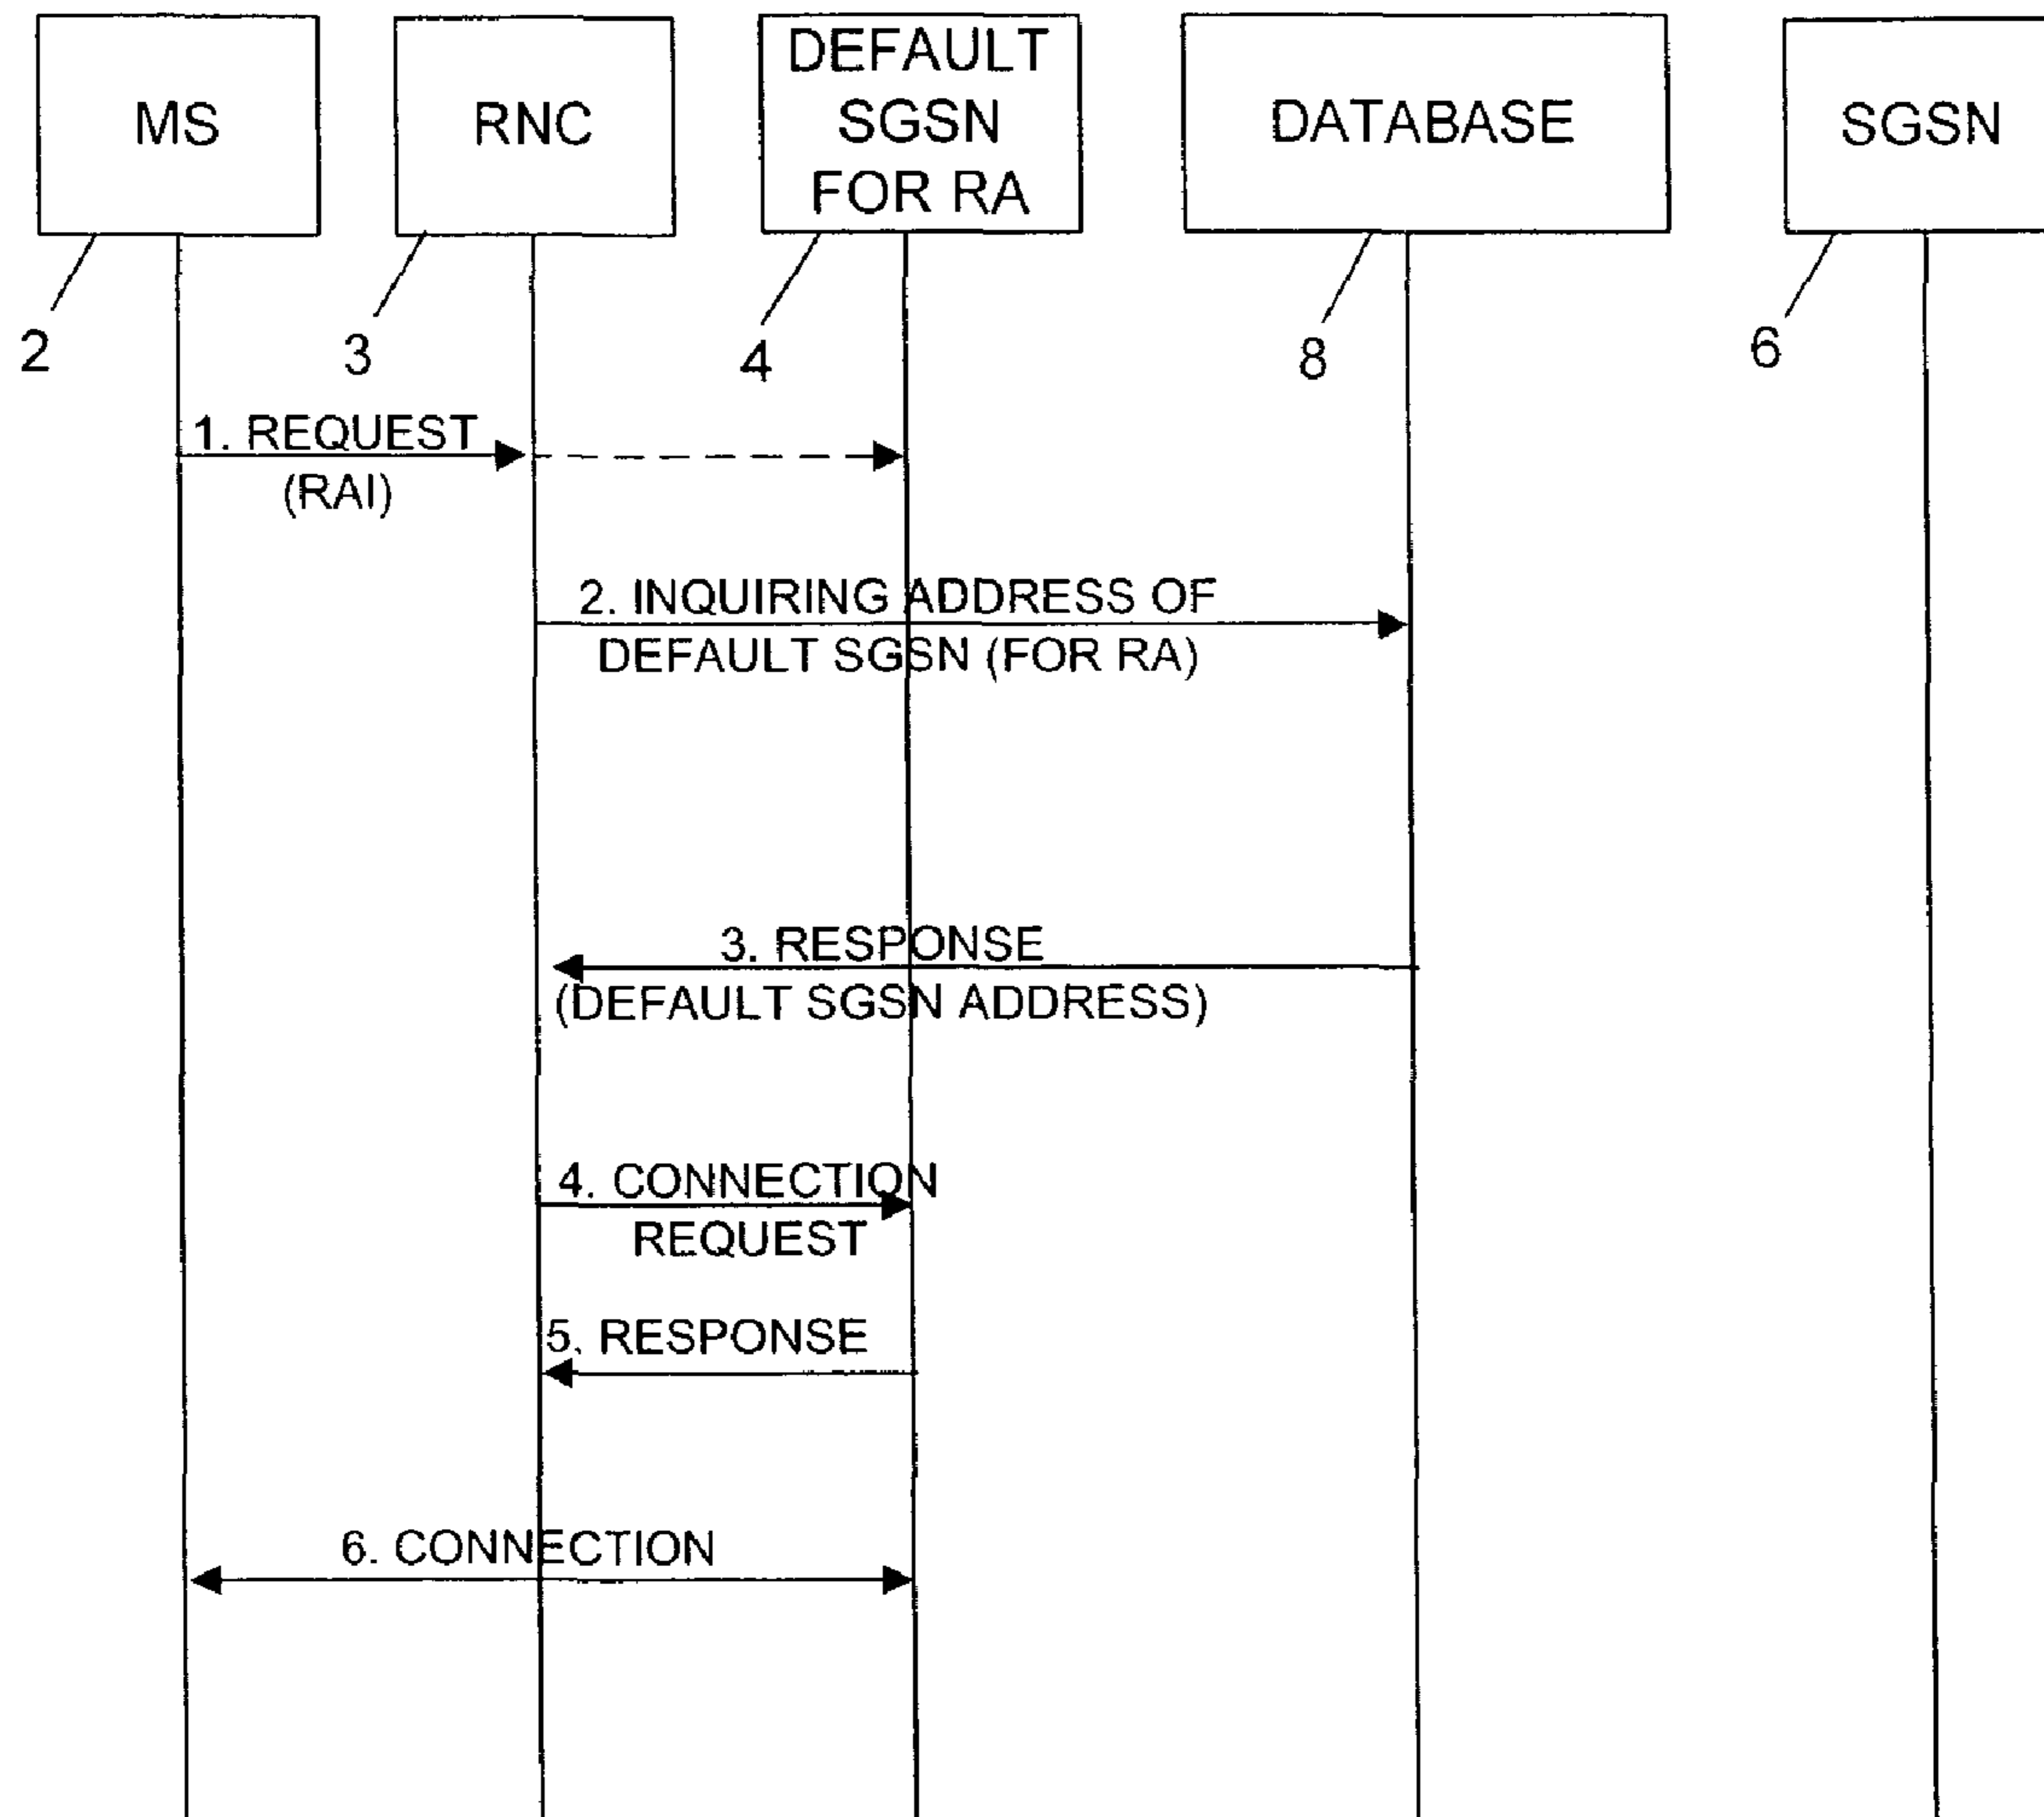 MS
RNC
DEFAULT
SGSN
FOR RA
DATABASE
SGSN
2
3
4
8
6
1. REQUEST
(RAI)
2. INQUIRING ADDRESS OF
DEFAULT SGSN (FOR RA)
3. RESPONSE
(DEFAULT SGSN ADDRESS)
4. CONNECTION
REQUEST
5. RESPONSE
6. CONNECTION